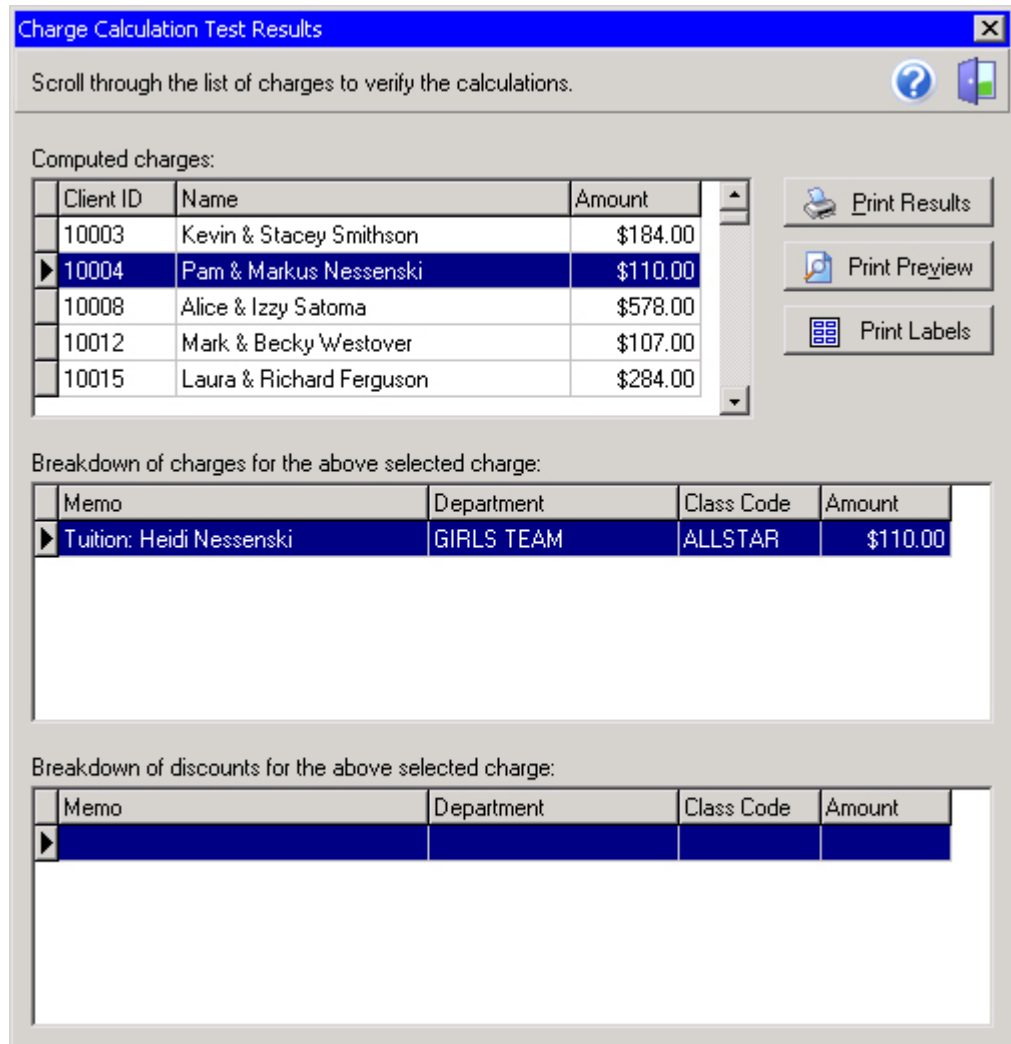 Charge Calculation Test Results
Scroll through the list of charges to verify the calculations.
Computed charges:
Client ID Name Amount
10003 Kevin & Stacey Smithson $184.00
10004 Pam & Markus Nessenski $110.00
10008 Alice & Izzy Satoma $578.00
10012 Mark & Becky Westover $107.00
10015 Laura & Richard Ferguson $284.00
Print Results
Print Preview
Print Labels
Breakdown of charges for the above selected charge:
Memo Department Class Code Amount
Tuition: Heidi Nessenski GIRLS TEAM ALLSTAR $110.00
Breakdown of discounts for the above selected charge:
Memo Department Class Code Amount